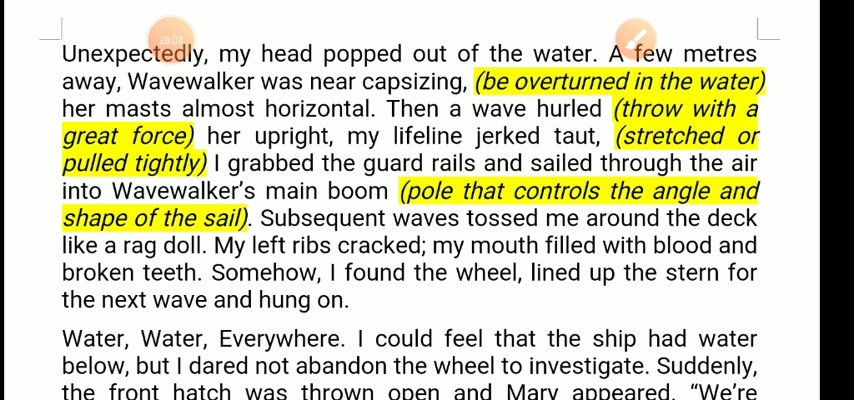 28:03
Unexpectedly, my head popped out of the water. A few metres
away, Wavewalker was near capsizing, (be overturned in the water)
her masts almost horizontal. Then a wave hurled (throw with a
great force) her upright, my lifeline jerked taut, (stretched or
pulled tightly) I grabbed the guard rails and sailed through the air
into Wavewalker’s main boom (pole that controls the angle and
shape of the sail). Subsequent waves tossed me around the deck
like a rag doll. My left ribs cracked; my mouth filled with blood and
broken teeth. Somehow, I found the wheel, lined up the stern for
the next wave and hung on.
Water, Water, Everywhere. I could feel that the ship had water
below, but I dared not abandon the wheel to investigate. Suddenly,
the front hatch was thrown open and Mary appeared. “We’re